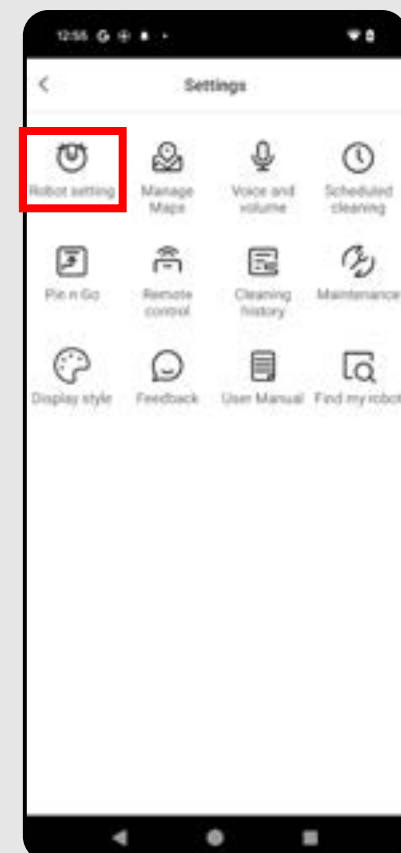 12:55 G
Settings
Robot setting
Manage Maps
Voice and volume
Scheduled cleaning
Pin n Go
Remote control
Cleaning history
Maintenance
Display style
Feedback
User Manual
Find my robot